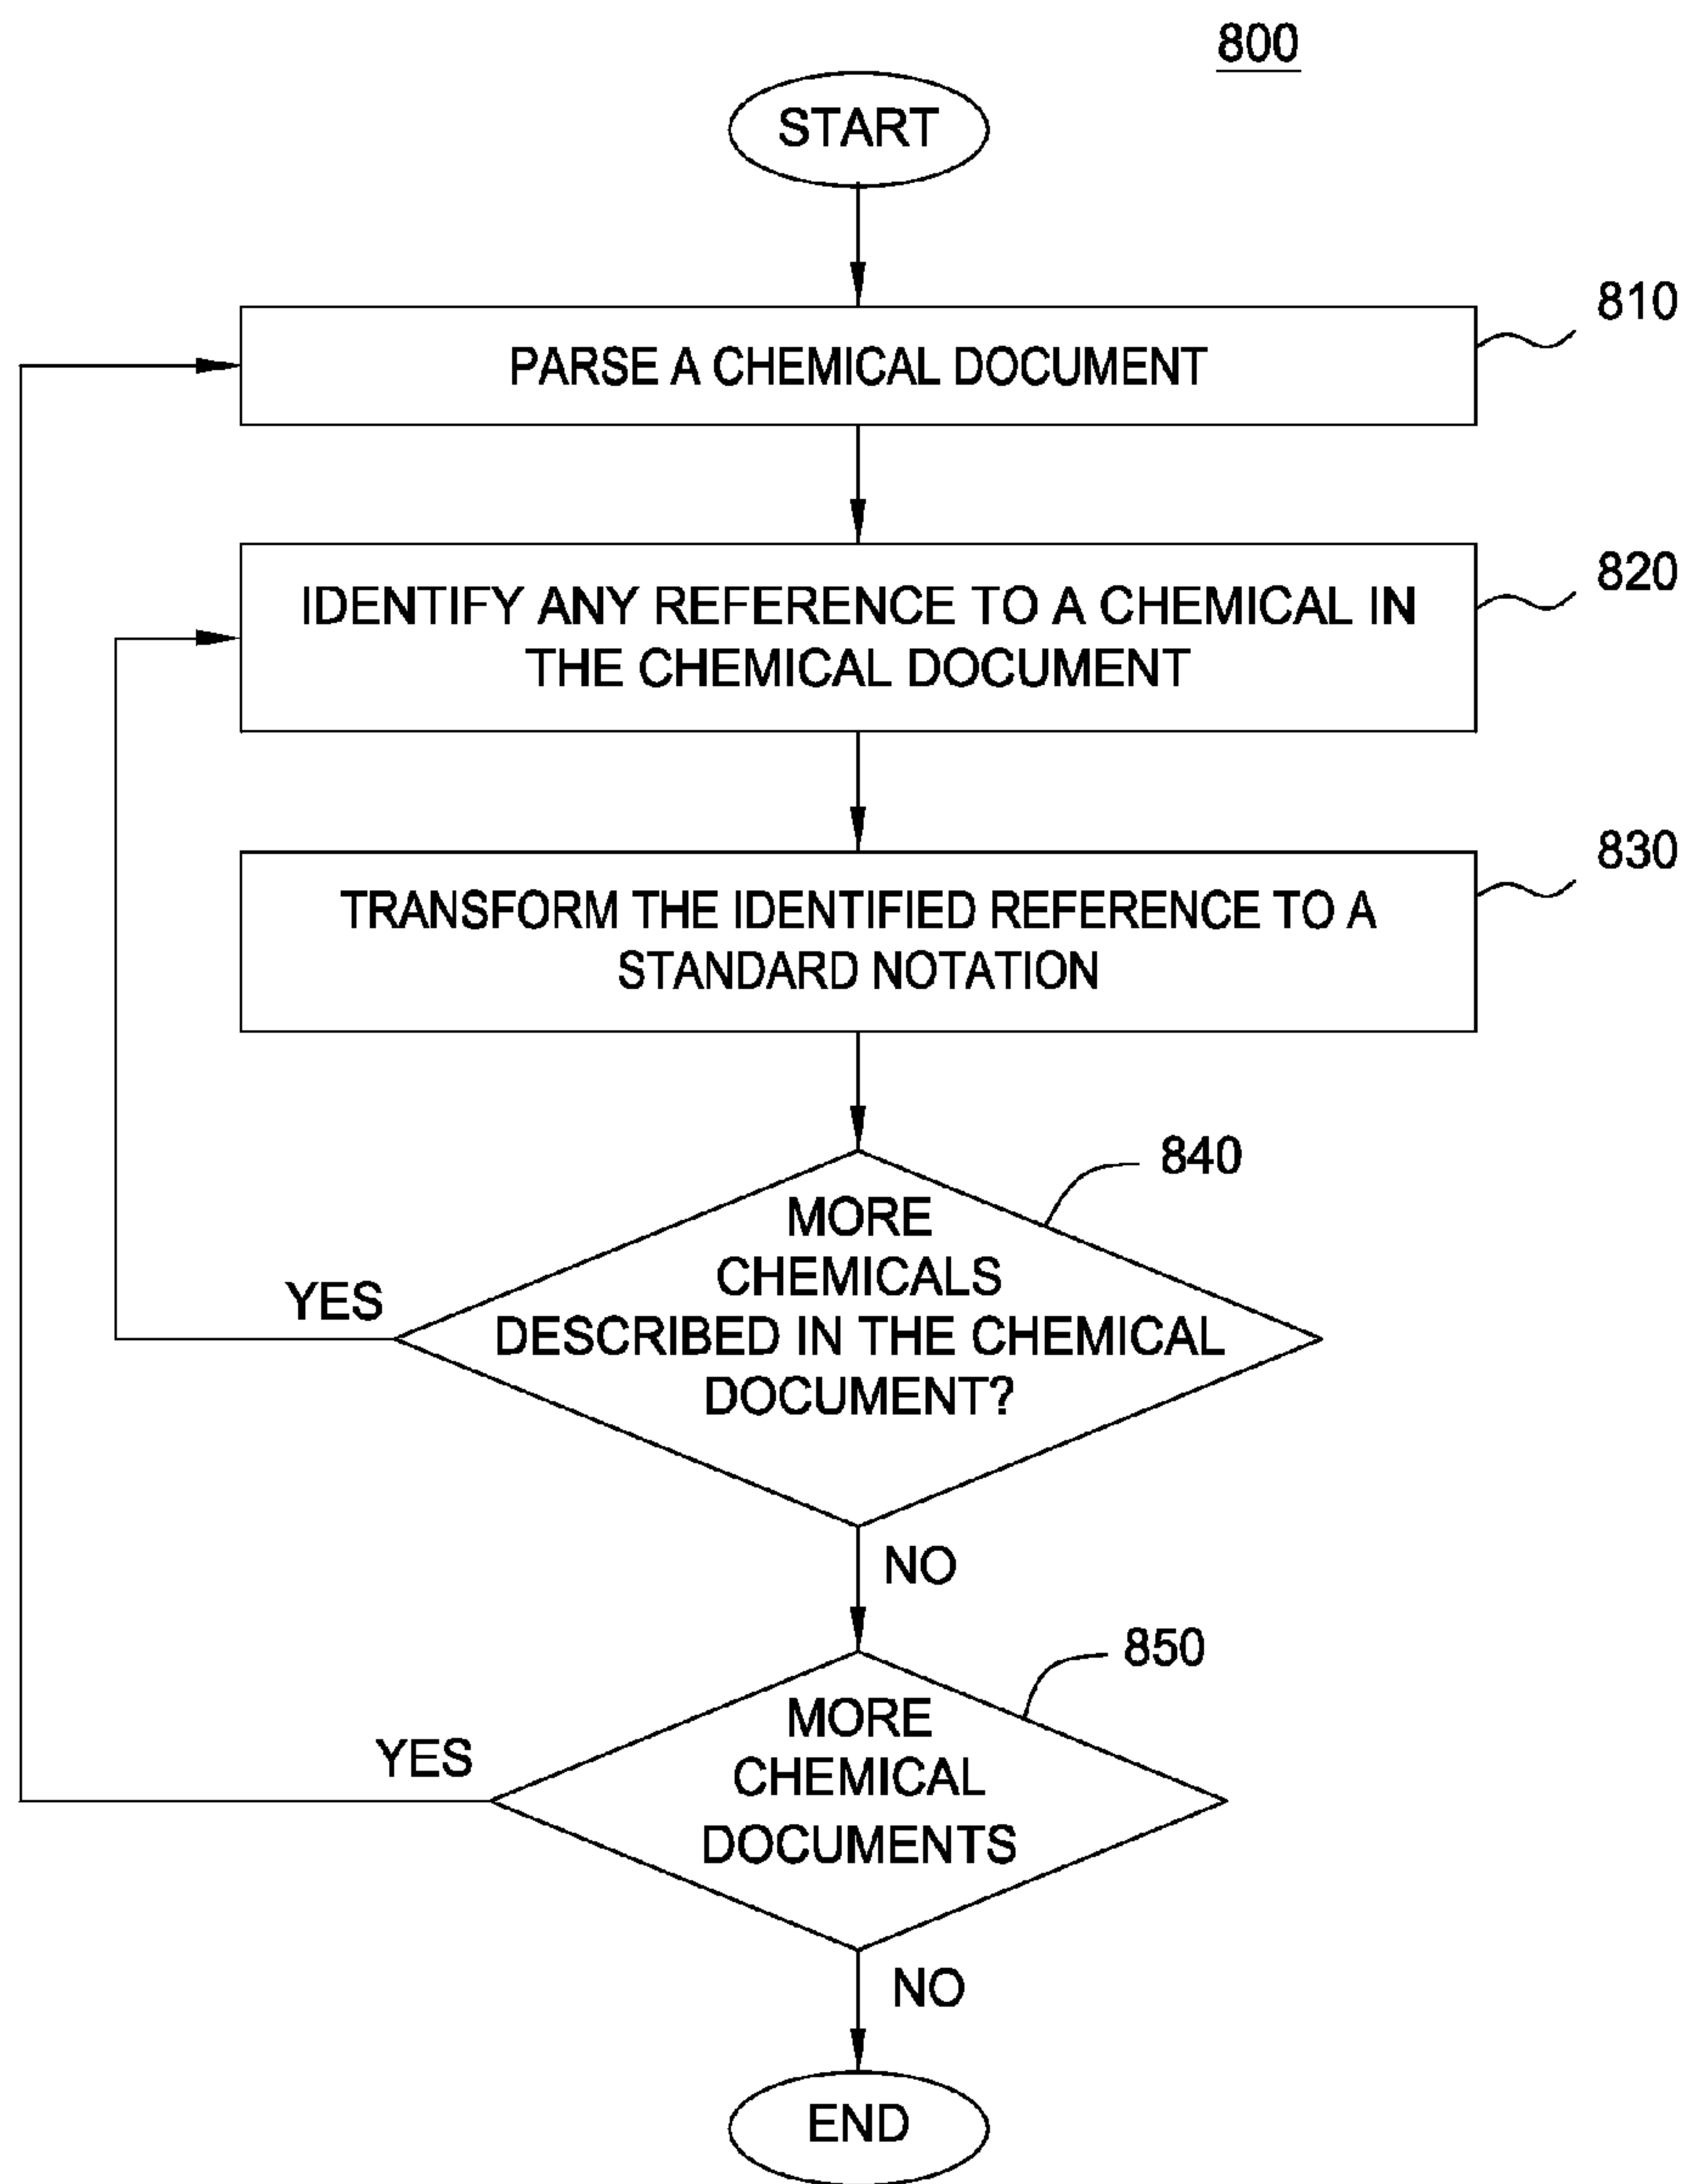 800
START
810
PARSE A CHEMICAL DOCUMENT
820
IDENTIFY ANY REFERENCE TO A CHEMICAL IN
THE CHEMICAL DOCUMENT
830
TRANSFORM THE IDENTIFIED REFERENCE TO A
STANDARD NOTATION
840
MORE
CHEMICALS
DESCRIBED IN THE CHEMICAL
DOCUMENT?
YES
NO
850
MORE
CHEMICAL
DOCUMENTS
YES
NO
END